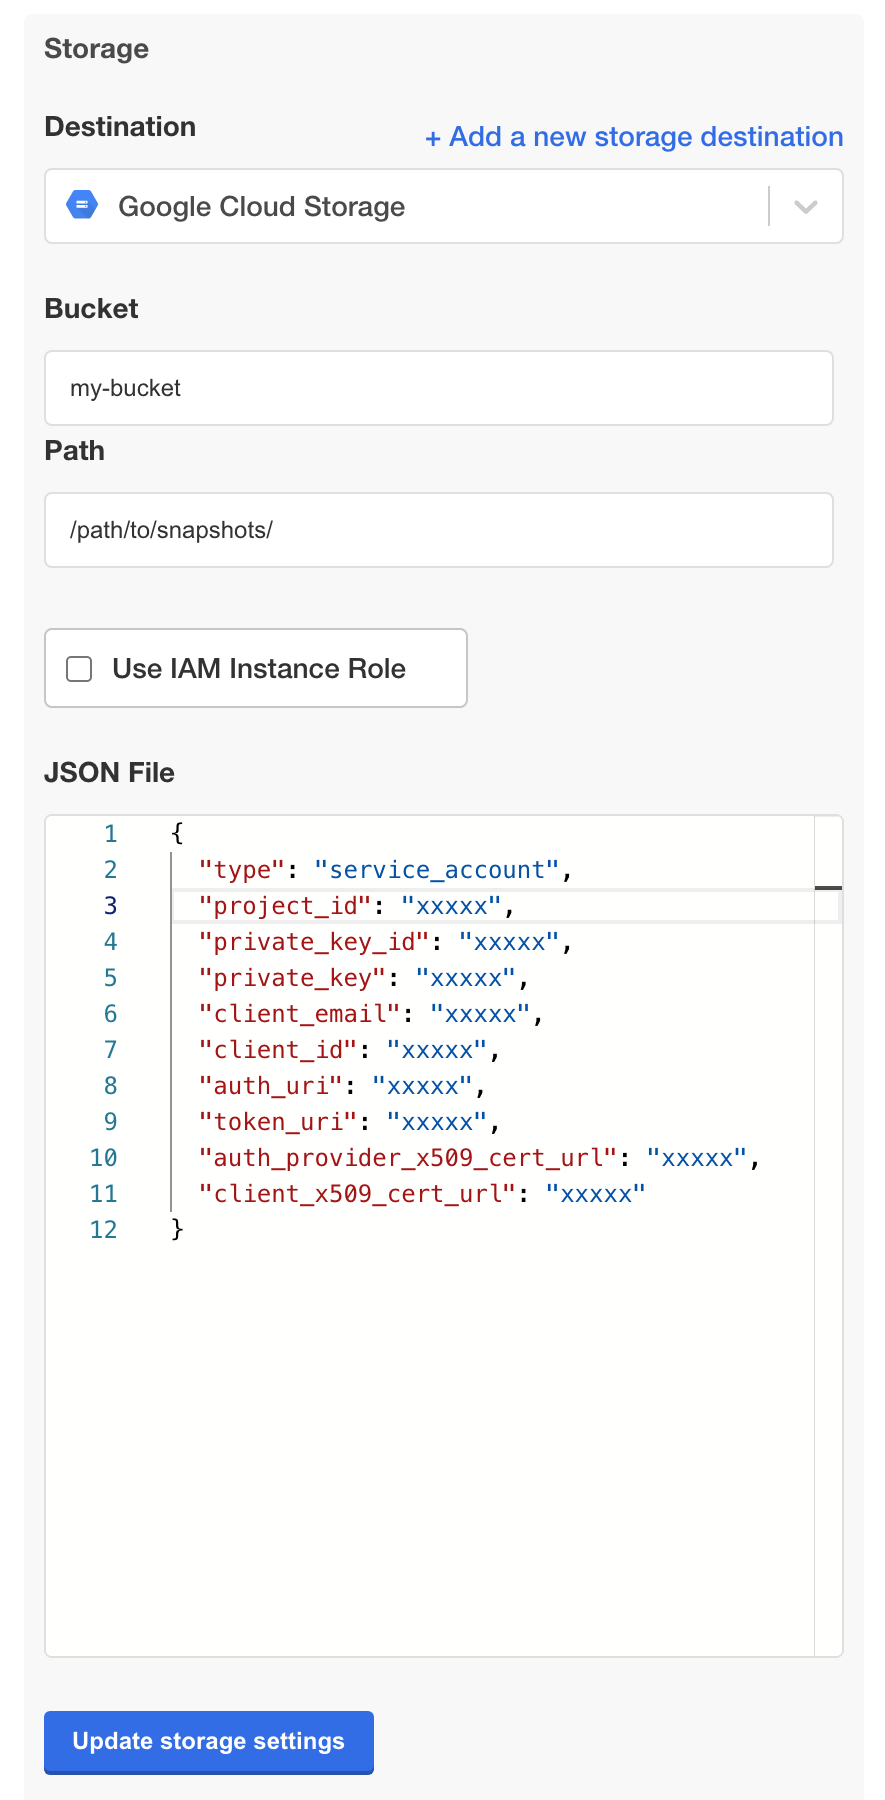 Storage
Destination
+ Add a new storage destination
Google Cloud Storage
Bucket
my-bucket
Path
/path/to/snapshots/
Use IAM Instance Role
JSON File
1 {
2 "type": "service_account",
3 "project_id": "xxxxx",
4 "private_key_id": "xxxxx",
5 "private_key": "xxxxx",
6 "client_email": "xxxxx",
7 "client_id": "xxxxx",
8 "auth_uri": "xxxxx",
9 "token_uri": "xxxxx",
10 "auth_provider_x509_cert_url": "xxxxx",
11 "client_x509_cert_url": "xxxxx"
12 }
Update storage settings